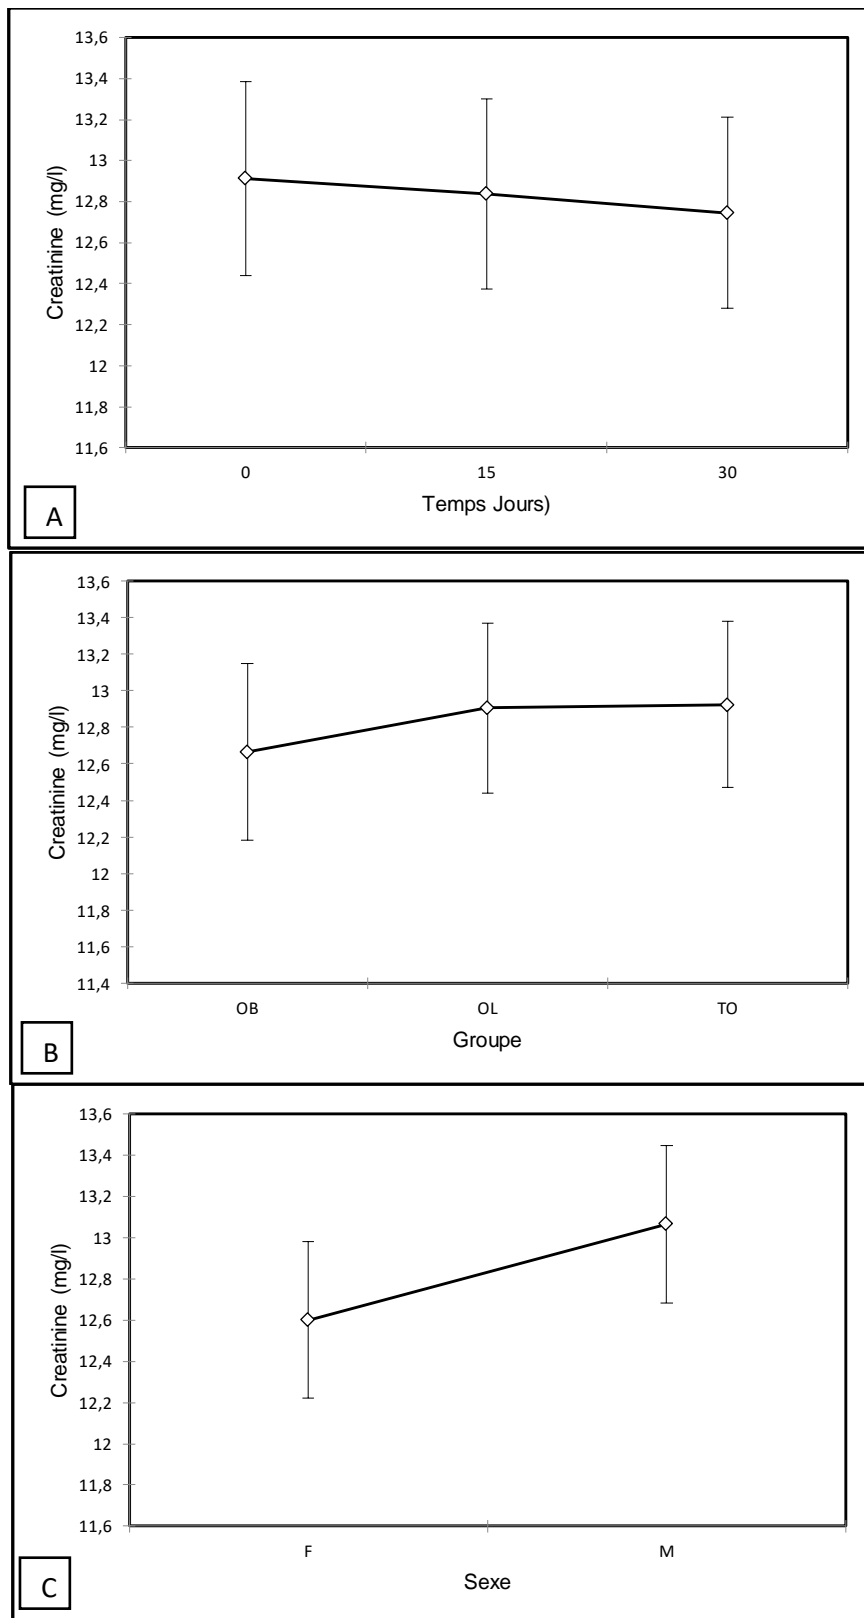 13,6
13,4
13,2
13
12,8
12,6
12,4
12,2
12
11,8
11,6
Creatinine (mg/l)
0 15 30
Temps Jours)
A
13,6
13,4
13,2
13
12,8
12,6
12,4
12,2
12
11,8
11,6
11,4
Creatinine (mg/l)
OB OL TO
Groupe
B
13,6
13,4
13,2
13
12,8
12,6
12,4
12,2
12
11,8
11,6
Creatinine (mg/l)
F M
Sexe
C